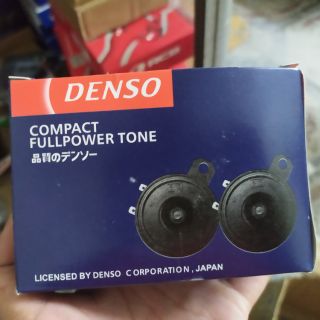 DENSO
COMPACT
FULLPOWER TONE
品質のデンソー
LICENSED BY DENSO CORPORATION, JAPAN